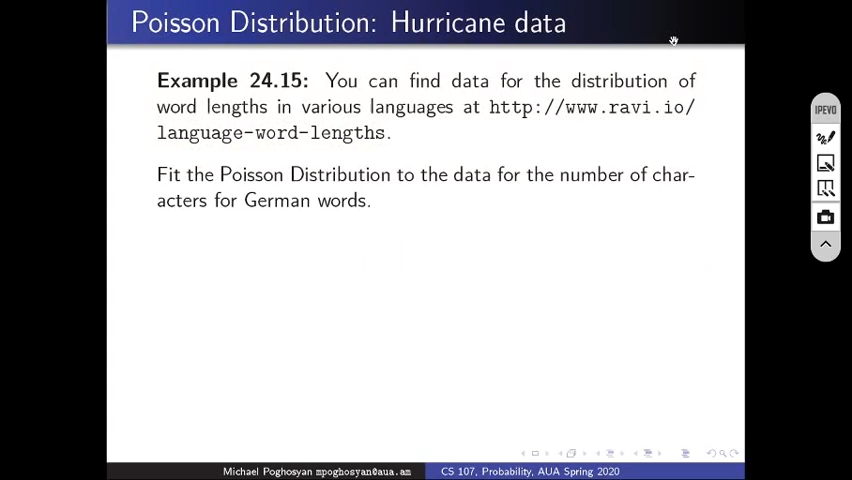 Poisson Distribution: Hurricane data
Example 24.15: You can find data for the distribution of
word lengths in various languages at http://www.ravi.io/
language-word-lengths.
Fit the Poisson Distribution to the data for the number of char-
acters for German words.
IPEVO
Michael Poghosyan mpoghosyan@aua.am CS 107, Probability, AUA Spring 2020